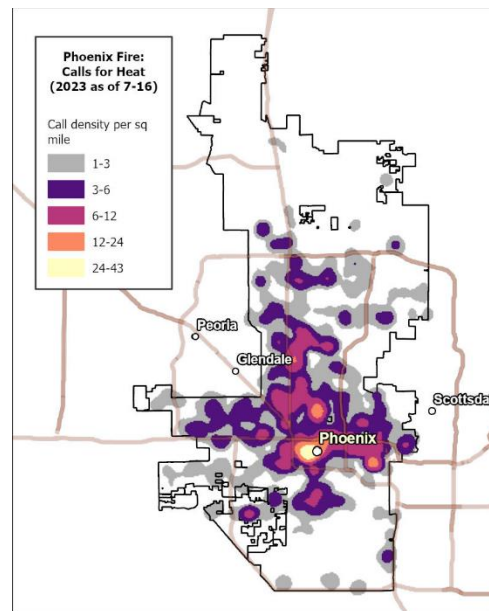 Phoenix Fire:
Calls for Heat
(2023 as of 7-16)
Call density per sq
mile
1-3
3-6
6-12
12-24
24-43
Peoria
Glendale
Scottsda
Phoenix